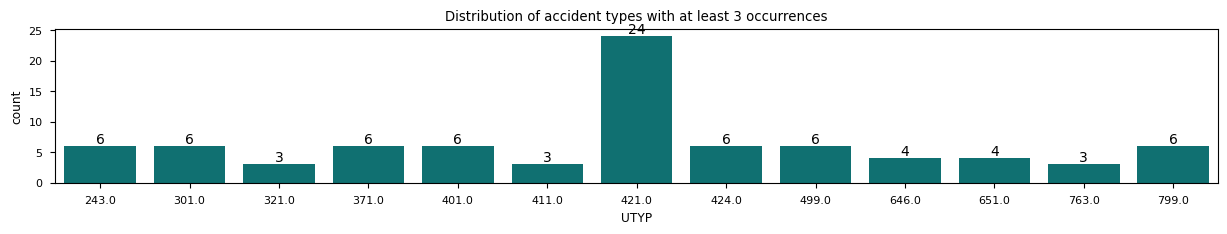 Distribution of accident types with at least 3 occurrences
25
20
15
10
5
0
count
6 6 3 6 6 3 24 6 6 4 4 3 6
243.0 301.0 321.0 371.0 401.0 411.0 421.0 424.0 499.0 646.0 651.0 763.0 799.0
UTYP